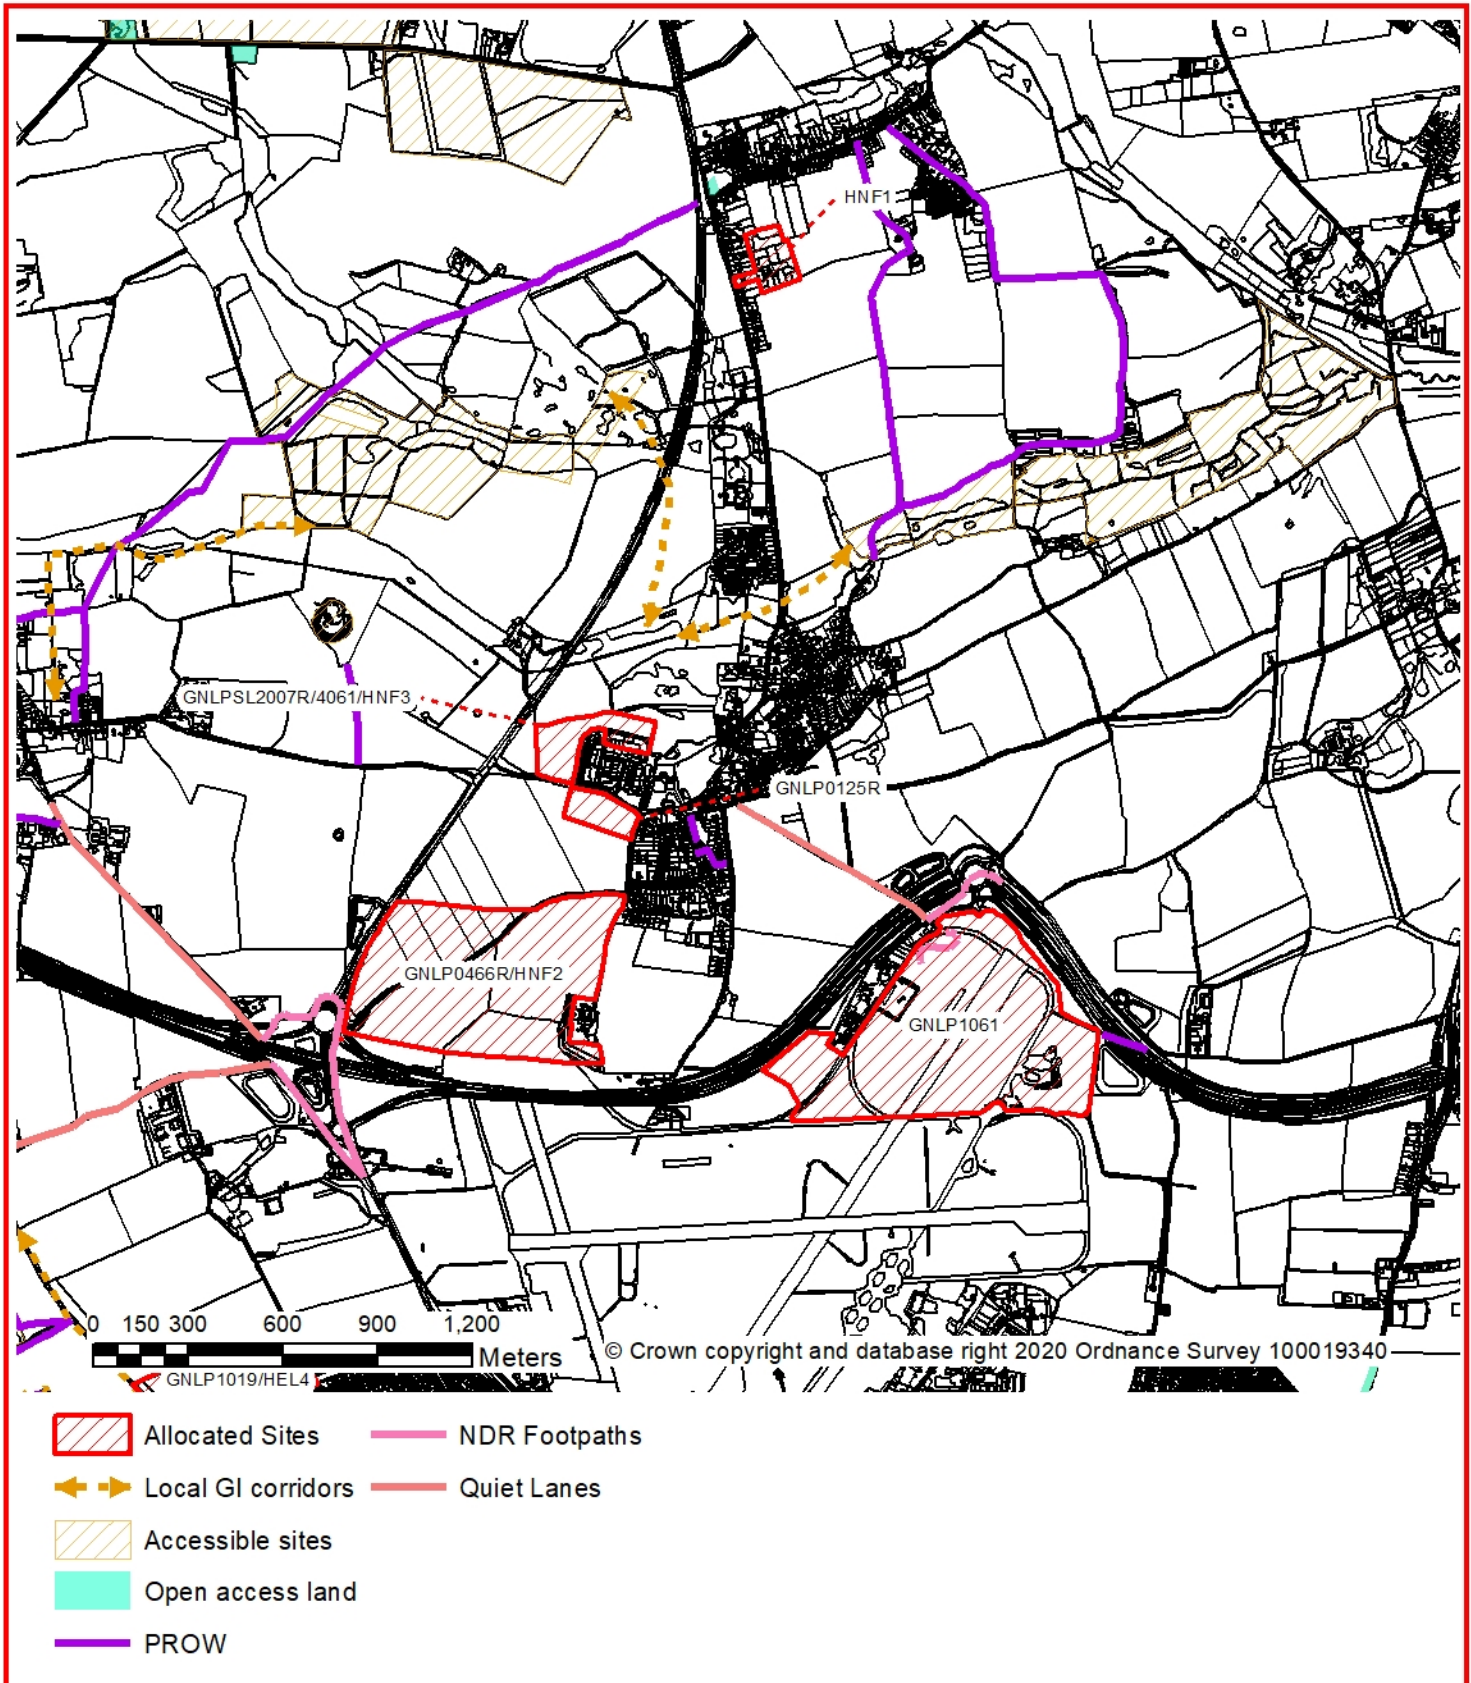 HNF1
GNLPSL2007R/4061/HNF3
GNLP0125R
GNLP0466R/HNF2
GNLP1061
0 150 300 600 900 1,200
Meters
© Crown copyright and database right 2020 Ordnance Survey 100019340
GNLP1019/HEL4
Allocated Sites
NDR Footpaths
Local GI corridors
Quiet Lanes
Accessible sites
Open access land
PROW